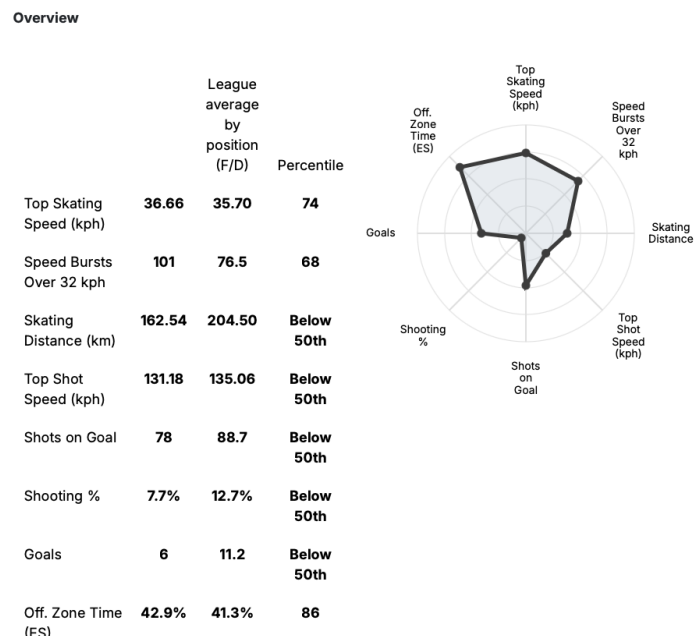 Overview
League
average
by
position
(F/D)
Percentile
Top Skating
Speed (kph)
36.66
35.70
74
Speed Bursts
Over 32 kph
101
76.5
68
Skating
Distance (km)
162.54
204.50
Below
50th
Top Shot
Speed (kph)
131.18
135.06
Below
50th
Shots on Goal
78
88.7
Below
50th
Shooting %
7.7%
12.7%
Below
50th
Goals
6
11.2
Below
50th
Off. Zone Time
(ES)
42.9%
41.3%
86
Top
Skating
Speed
(kph)
Speed
Bursts
Over
32
kph
Skating
Distance
Top
Shot
Speed
(kph)
Shots
on
Goal
Shooting
%
Goals
Off.
Zone
Time
(ES)